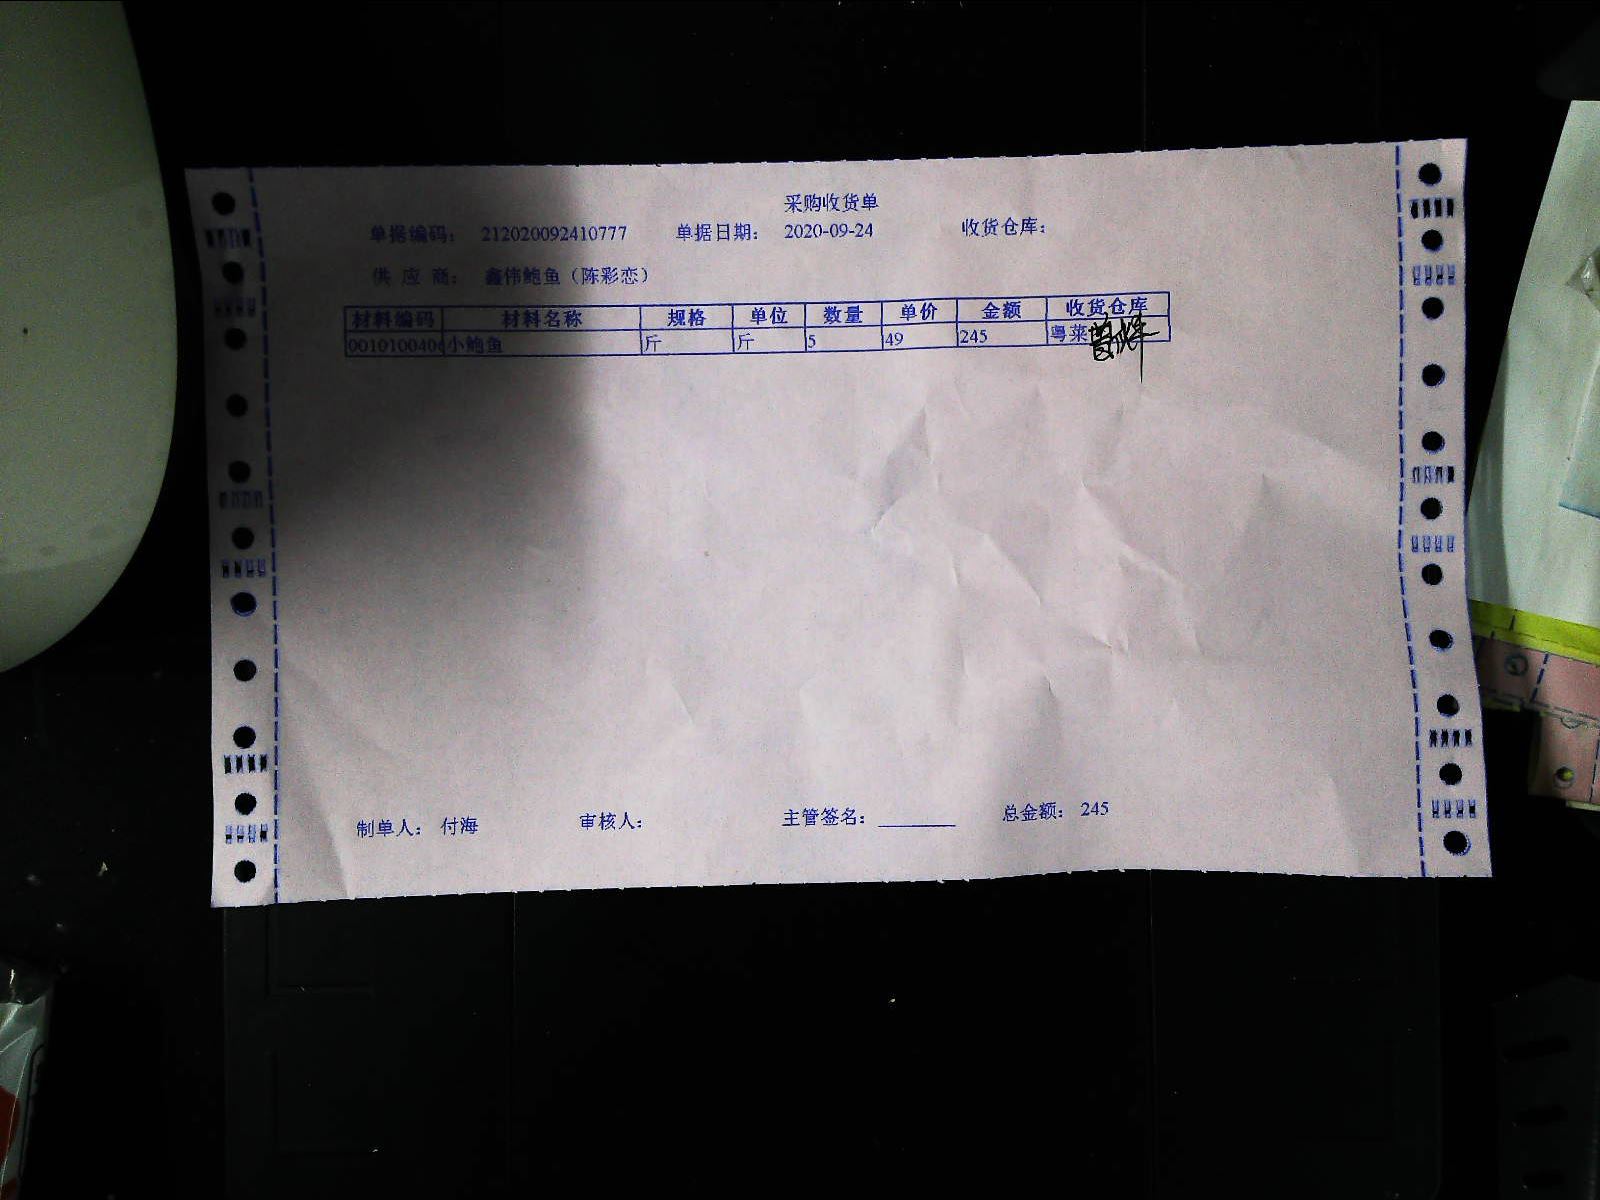 采购收货单
单据编码： 212020092410777 单据日期： 2020-09-24 收货仓库：
供 应 商： 鑫伟鲍鱼（陈彩恋）
材料编码 材料名称 规格 单位 数量 单价 金额 收货仓库
0010100406 小鲍鱼 斤 斤 5 49 245 粤菜
制单人： 付海 审核人： 主管签名： ________ 总金额： 245